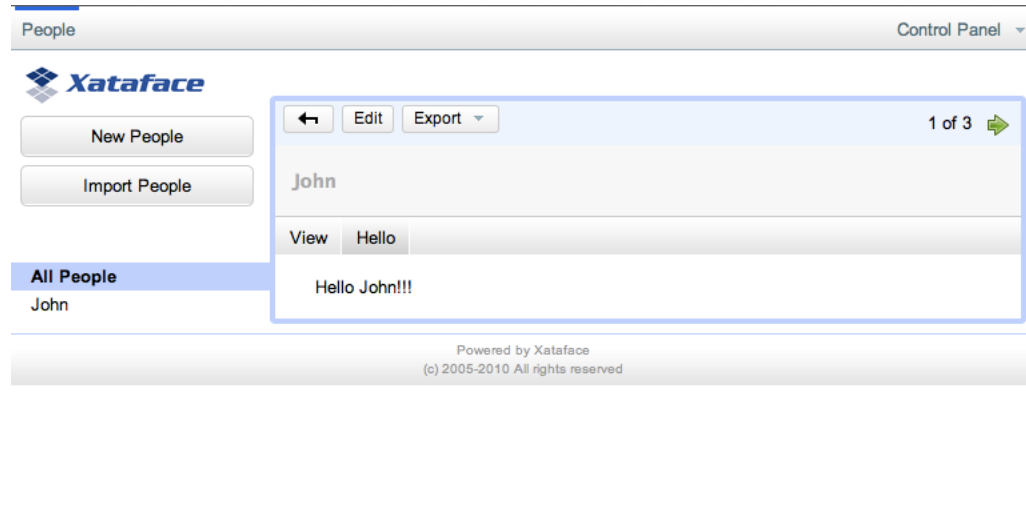 People
Control Panel
Xataface
New People
Import People
All People
John
Edit
Export
1 of 3
John
View
Hello
Hello John!!!
Powered by Xataface
(c) 2005-2010 All rights reserved